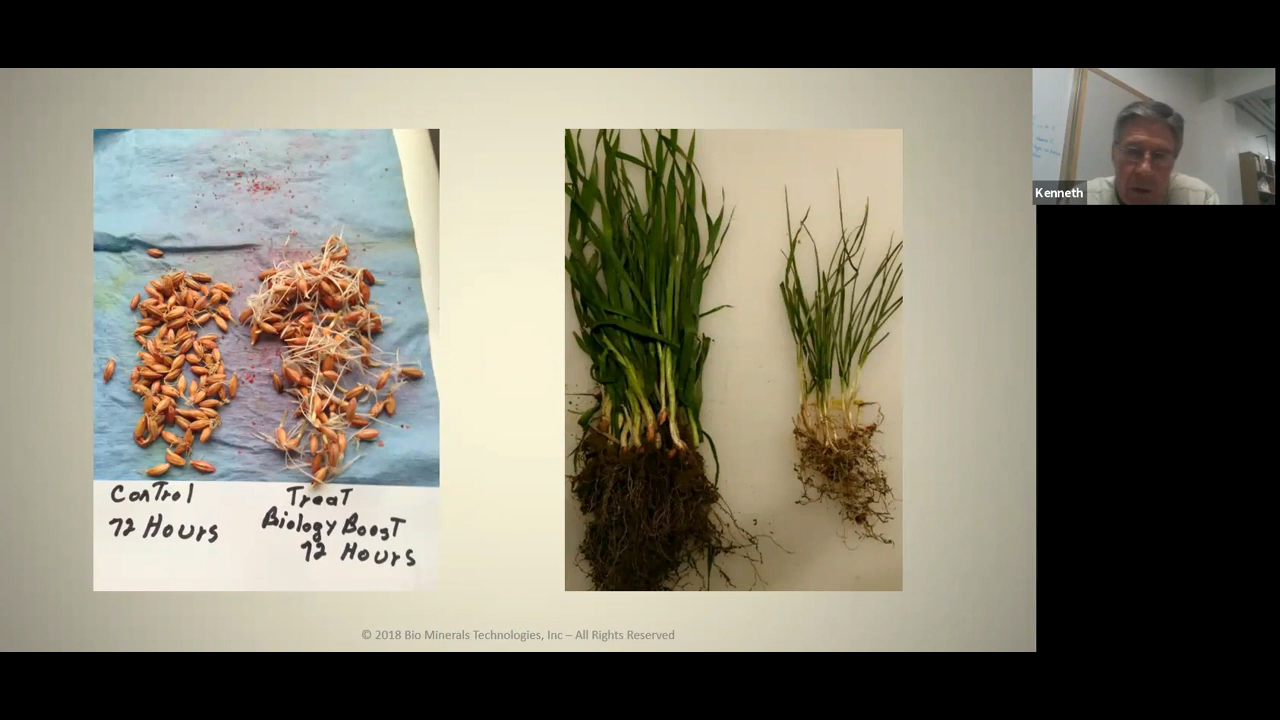 Control
72 Hours
Treat
Biology Boost
72 Hours
© 2018 Bio Minerals Technologies, Inc – All Rights Reserved
Kenneth